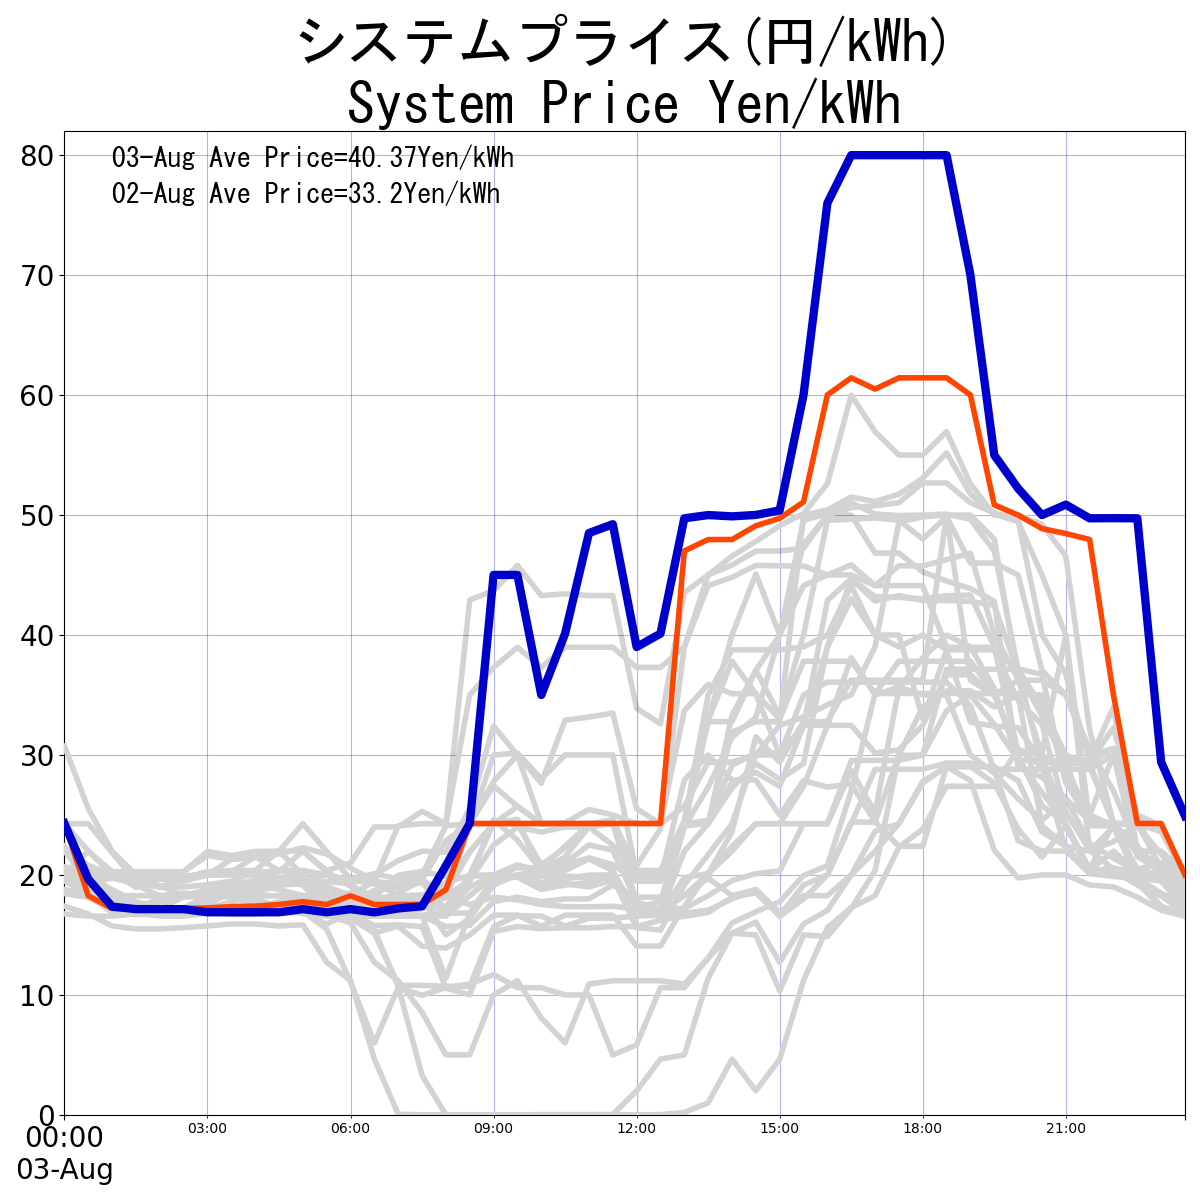 システムプライス(円/kWh)
System Price Yen/kWh
03-Aug Ave Price=40.37Yen/kWh
02-Aug Ave Price=33.2Yen/kWh
80
70
60
50
40
30
20
10
0
00:00 03:00 06:00 09:00 12:00 15:00 18:00 21:00
03-Aug